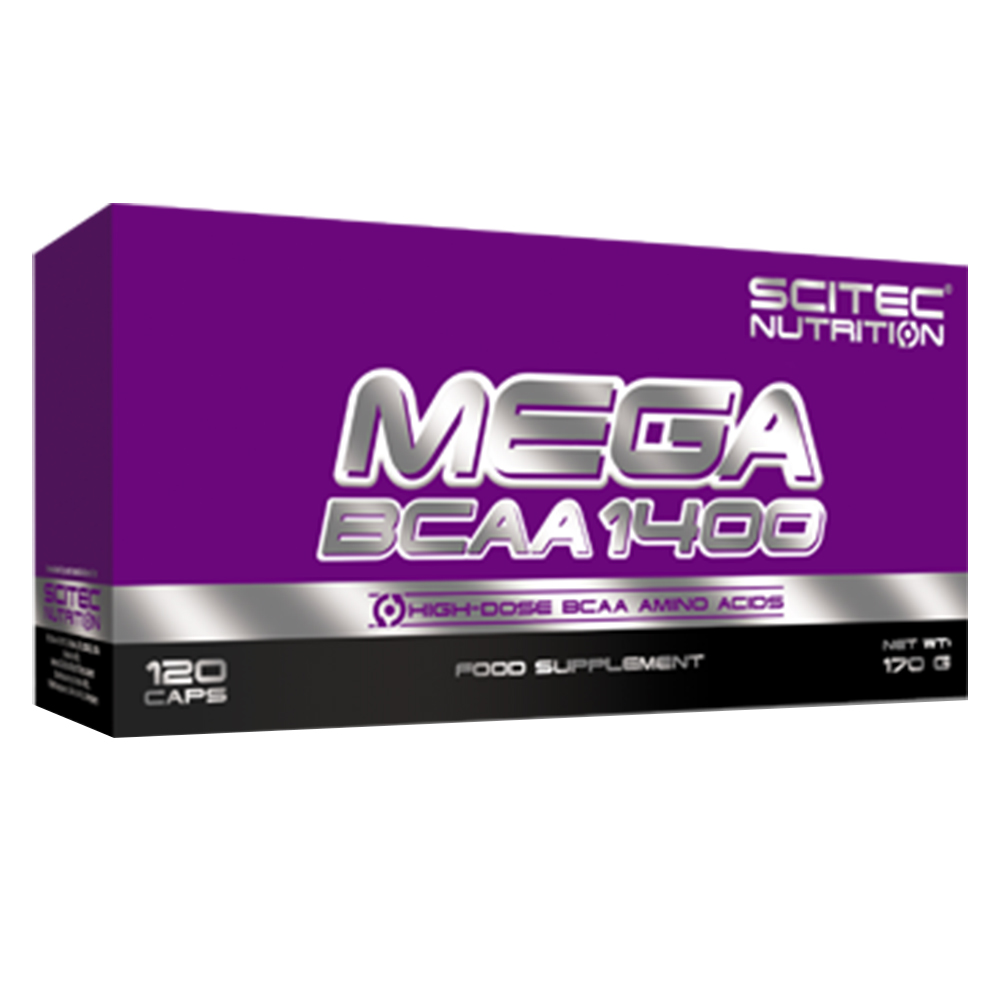 SCITEC®
NUTRITION
MEGA
BCAA 1400
HIGH-DOSE BCAA AMINO ACIDS
SCITEC
NUTRITION
120
CAPS
FOOD SUPPLEMENT
NET WT:
170 G